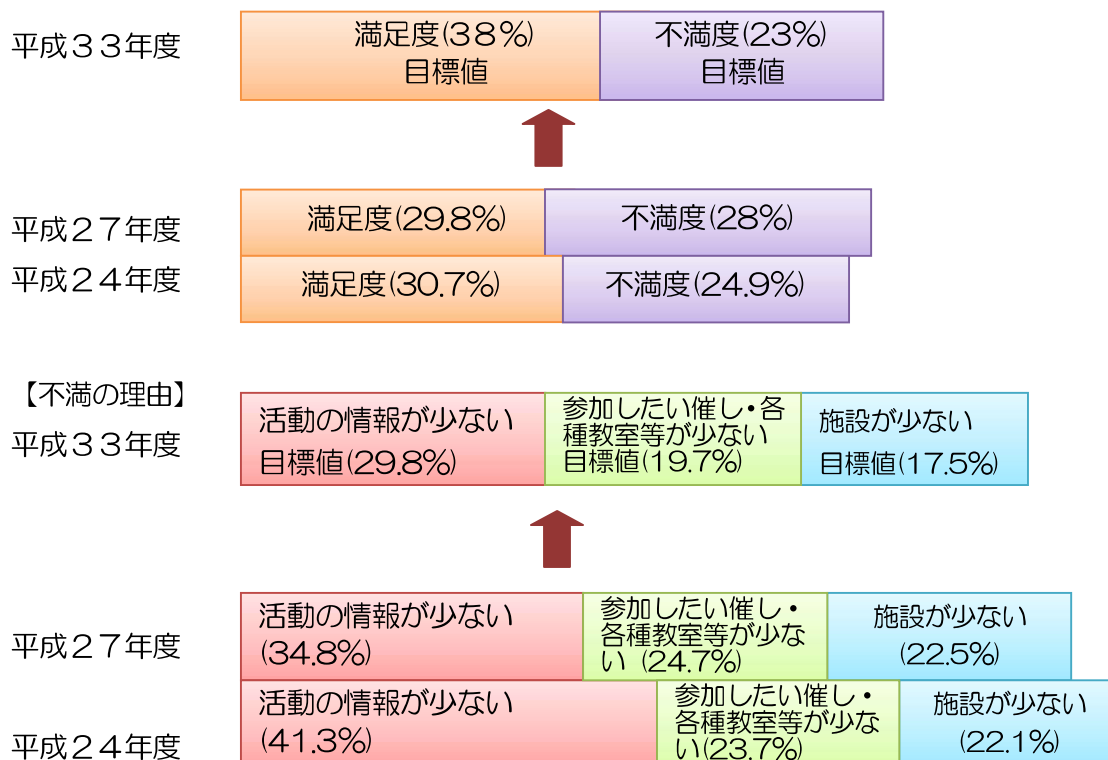 平成３３年度
満足度(38%)
目標値
不満度(23%)
目標値
平成２７年度
満足度(29.8%)
不満度(28%)
平成２４年度
満足度(30.7%)
不満度(24.9%)
【不満の理由】
平成３３年度
活動の情報が少ない
目標値(29.8%)
参加したい催し・各
種教室等が少ない
目標値(19.7%)
施設が少ない
目標値(17.5%)
平成２７年度
活動の情報が少ない
(34.8%)
参加したい催し・
各種教室等が少な
い (24.7%)
施設が少ない
(22.5%)
平成２４年度
活動の情報が少ない
(41.3%)
参加したい催し・
各種教室等が少な
い(23.7%)
施設が少ない
(22.1%)